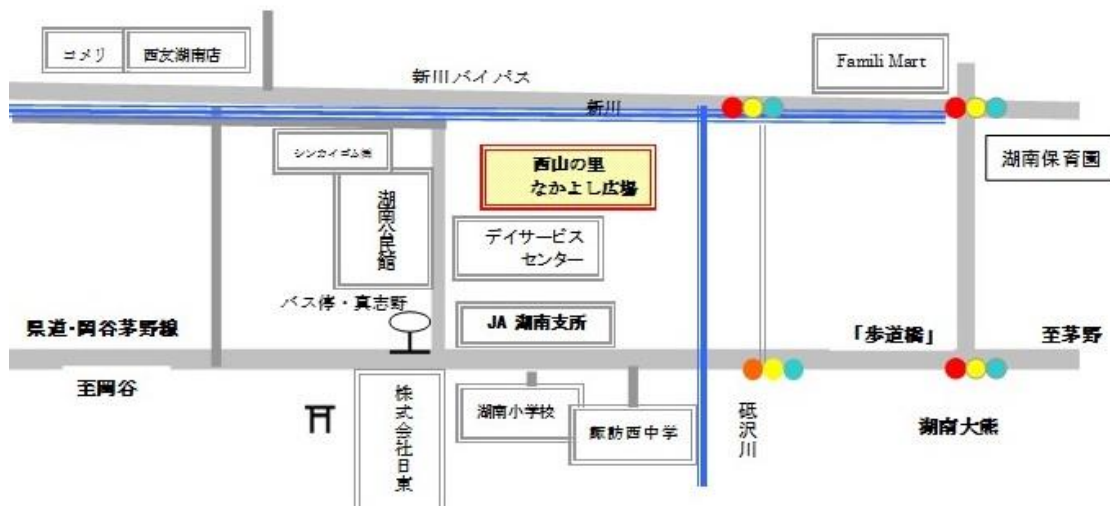 コメリ
西友湖南店
新川バイパス
Famili Mart
新川
湖南保育園
シンカイゴム㈱
西山の里
なかよし広場
湖南公民館
デイサービス
センター
バス停・真志野
JA 湖南支所
県道・岡谷茅野線
「歩道橋」
至茅野
至岡谷
株式会社日東
湖南小学校
諏訪西中学
砥沢川
湖南大熊